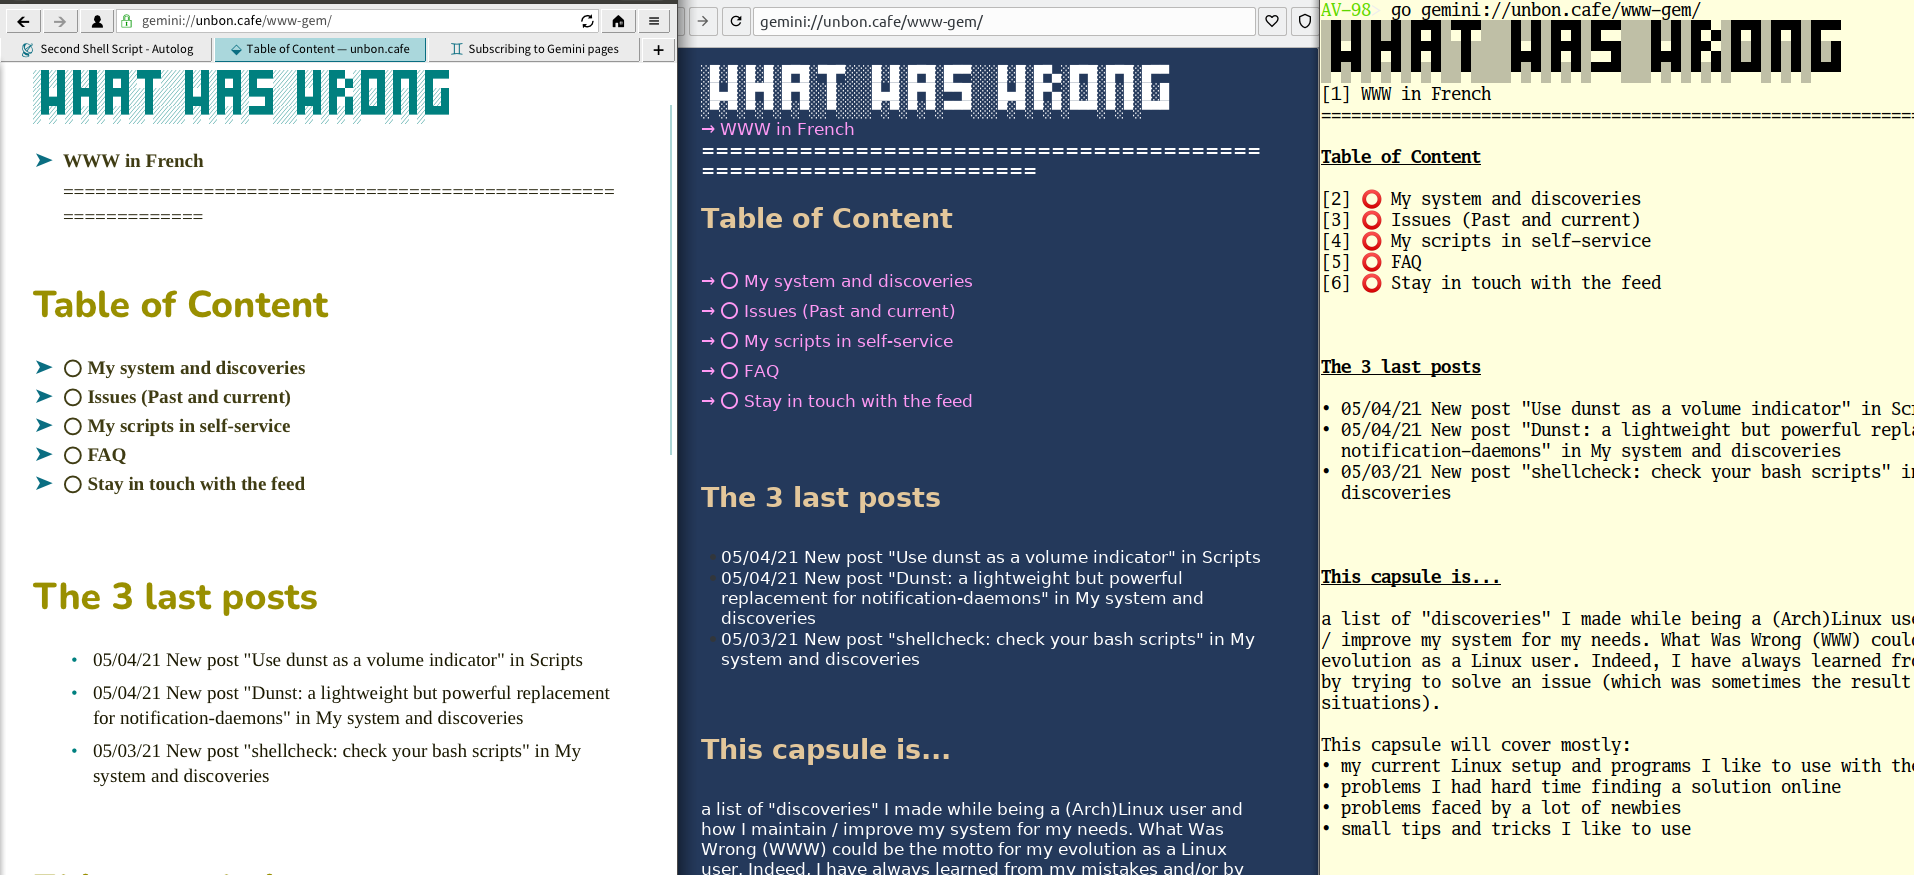 gemini://unbon.cafe/www-gem/
Second Shell Script - Autolog
Table of Content — unbon.cafe
Subscribing to Gemini pages
+
WHAT WAS WRONG
➤ WWW in French
===================================================
=============
Table of Content
➤ ◯ My system and discoveries
➤ ◯ Issues (Past and current)
➤ ◯ My scripts in self-service
➤ ◯ FAQ
➤ ◯ Stay in touch with the feed
The 3 last posts
• 05/04/21 New post "Use dunst as a volume indicator" in Scripts
• 05/04/21 New post "Dunst: a lightweight but powerful replacement
for notification-daemons" in My system and discoveries
• 05/03/21 New post "shellcheck: check your bash scripts" in My
system and discoveries
gemini://unbon.cafe/www-gem/
WHAT WAS WRONG
→ WWW in French
========================================
========================
Table of Content
→ ◯ My system and discoveries
→ ◯ Issues (Past and current)
→ ◯ My scripts in self-service
→ ◯ FAQ
→ ◯ Stay in touch with the feed
The 3 last posts
05/04/21 New post "Use dunst as a volume indicator" in Scripts
05/04/21 New post "Dunst: a lightweight but powerful
replacement for notification-daemons" in My system and
discoveries
05/03/21 New post "shellcheck: check your bash scripts" in My
system and discoveries
This capsule is...
a list of "discoveries" I made while being a (Arch)Linux user and
how I maintain / improve my system for my needs. What Was
Wrong (WWW) could be the motto for my evolution as a Linux
user. Indeed, I have always learned from my mistakes and/or by
AV-98> go gemini://unbon.cafe/www-gem/
WHAT WAS WRONG
[1] WWW in French
============================================================
Table of Content
[2] ⭕ My system and discoveries
[3] ⭕ Issues (Past and current)
[4] ⭕ My scripts in self-service
[5] ⭕ FAQ
[6] ⭕ Stay in touch with the feed
The 3 last posts
• 05/04/21 New post "Use dunst as a volume indicator" in Scr
• 05/04/21 New post "Dunst: a lightweight but powerful repla
notification-daemons" in My system and discoveries
• 05/03/21 New post "shellcheck: check your bash scripts" in
discoveries
This capsule is...
a list of "discoveries" I made while being a (Arch)Linux use
/ improve my system for my needs. What Was Wrong (WWW) coul
evolution as a Linux user. Indeed, I have always learned fr
by trying to solve an issue (which was sometimes the result
situations).
This capsule will cover mostly:
• my current Linux setup and programs I like to use with the
• problems I had hard time finding a solution online
• problems faced by a lot of newbies
• small tips and tricks I like to use